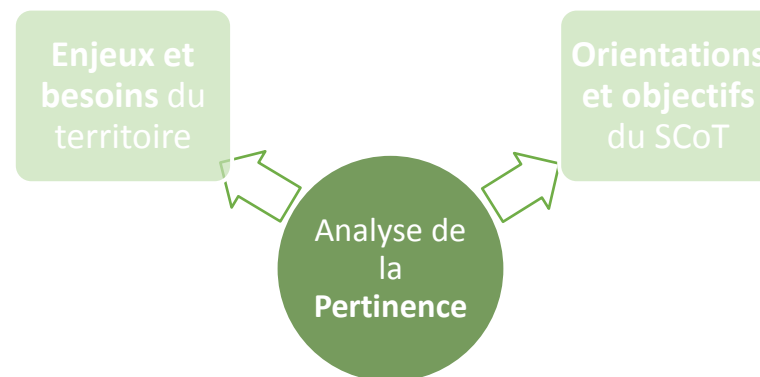 Enjeux et
besoins du
territoire
Orientations
et objectifs
du SCoT
Analyse de
la
Pertinence